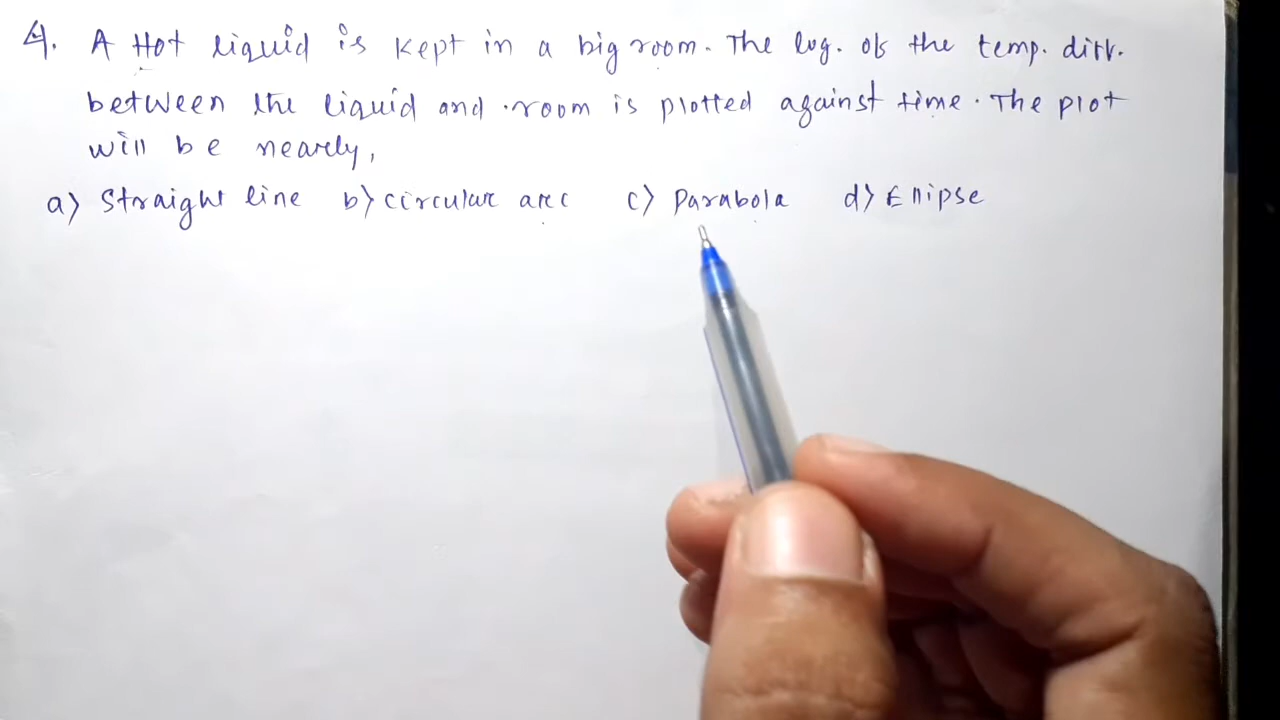 4. A Hot liquid is kept in a big room. The log. of the temp. diff.
between the liquid and room is plotted against time. The plot
will be nearly,
a) Straight line b) circular arc c) Parabola d) Ellipse